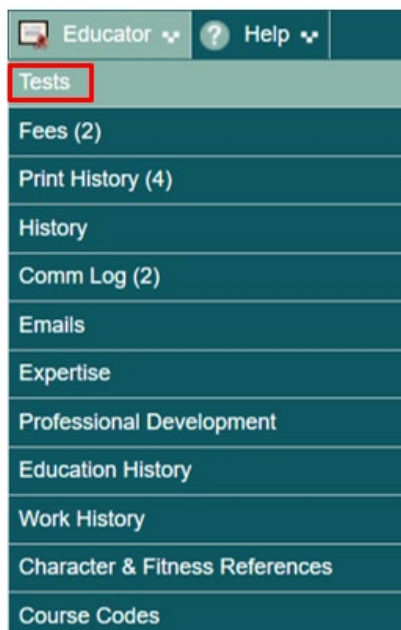 Educator ? Help
Tests
Fees (2)
Print History (4)
History
Comm Log (2)
Emails
Expertise
Professional Development
Education History
Work History
Character & Fitness References
Course Codes